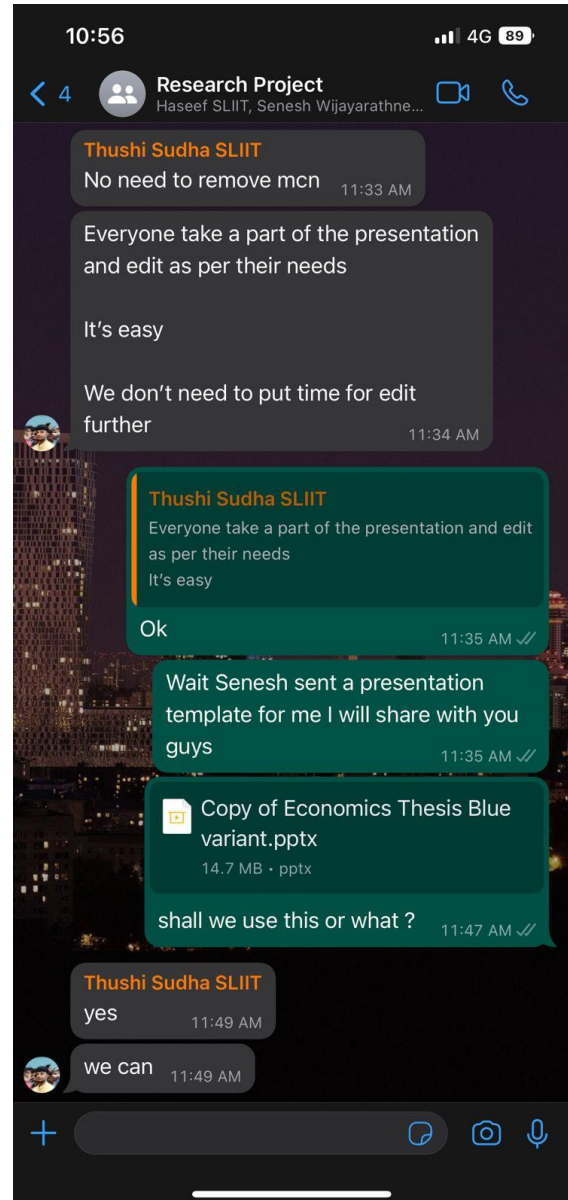 10:56
4G 89
4
Research Project
Haseef SLIIT, Senesh Wijayarathne...
Thushi Sudha SLIIT
No need to remove mcn
11:33 AM
Everyone take a part of the presentation
and edit as per their needs
It's easy
We don't need to put time for edit
further
11:34 AM
Thushi Sudha SLIIT
Everyone take a part of the presentation and edit
as per their needs
It's easy
Ok
11:35 AM
Wait Senesh sent a presentation
template for me I will share with you
guys
11:35 AM
Copy of Economics Thesis Blue
variant.pptx
14.7 MB • pptx
shall we use this or what ?
11:47 AM
Thushi Sudha SLIIT
yes
11:49 AM
we can
11:49 AM